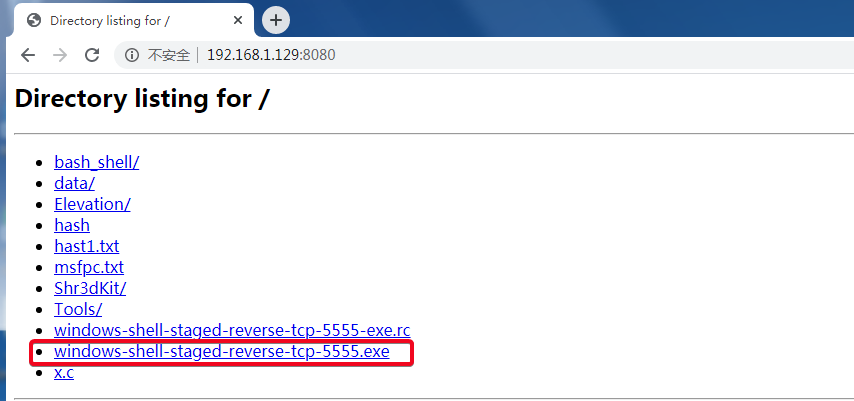 Directory listing for /
不安全 | 192.168.1.129:8080
Directory listing for /
bash_shell/
data/
Elevation/
hash
hast1.txt
msfpc.txt
Shr3dKit/
Tools/
windows-shell-staged-reverse-tcp-5555-exe.rc
windows-shell-staged-reverse-tcp-5555.exe
x.c